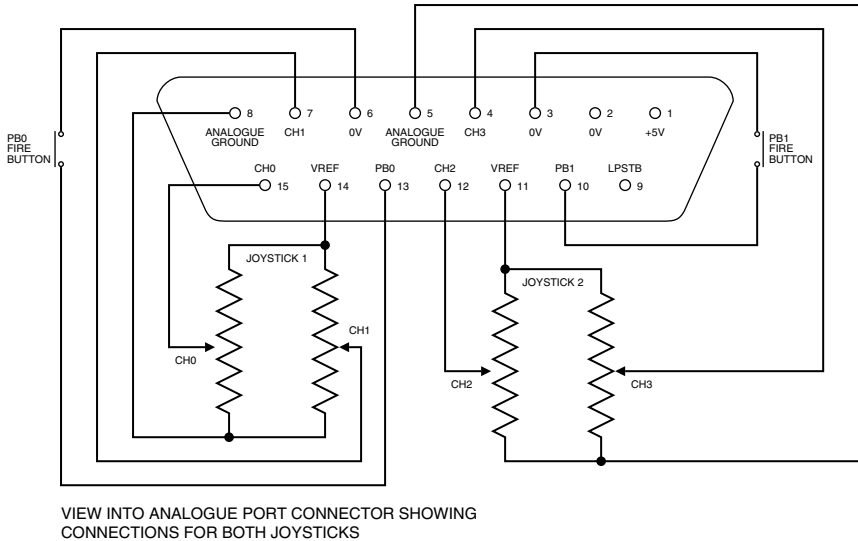 8
7
6
5
4
3
2
1
ANALOGUE
GROUND
CH1
0V
ANALOGUE
GROUND
CH3
0V
0V
+5V
PB0
FIRE
BUTTON
PB1
FIRE
BUTTON
CH0
VREF
PB0
CH2
VREF
PB1
LPSTB
15
14
13
12
11
10
9
JOYSTICK 1
JOYSTICK 2
CH0
CH1
CH2
CH3
VIEW INTO ANALOGUE PORT CONNECTOR SHOWING
CONNECTIONS FOR BOTH JOYSTICKS